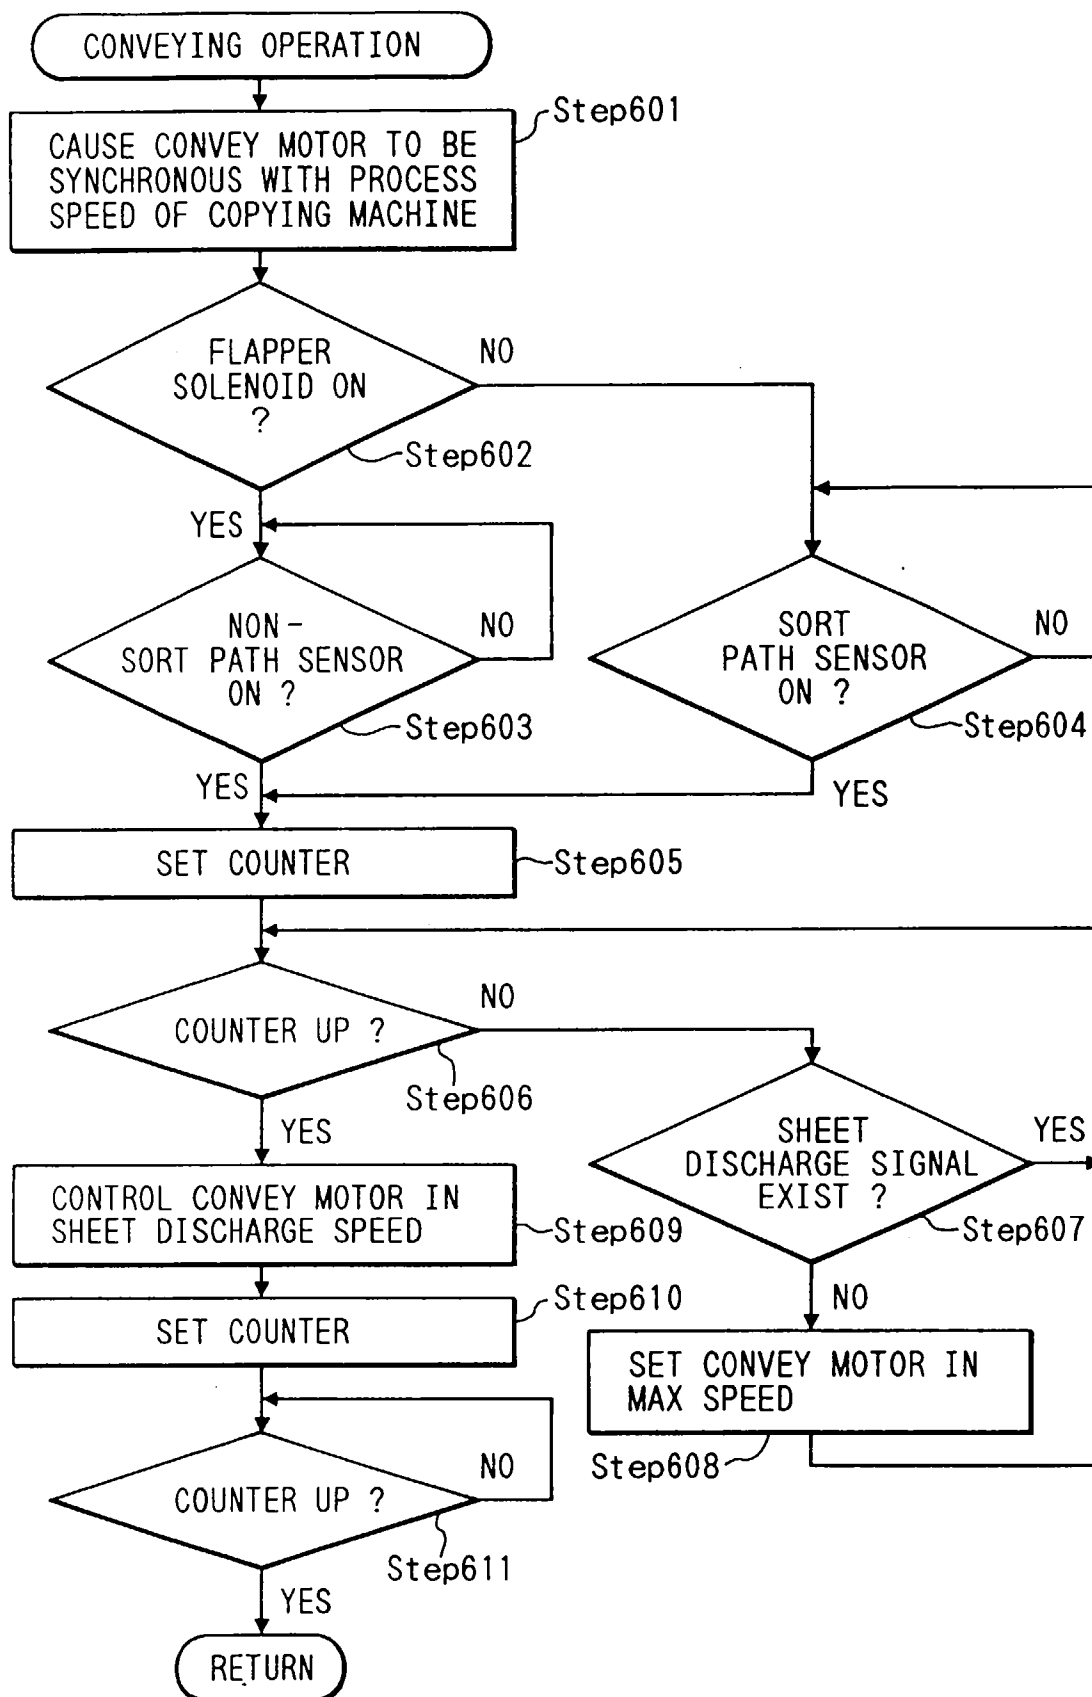 CONVEYING OPERATION
Step601
CAUSE CONVEY MOTOR TO BE
SYNCHRONOUS WITH PROCESS
SPEED OF COPYING MACHINE
FLAPPER
SOLENOID ON
?
NO
Step602
YES
NON-
SORT PATH SENSOR
ON ?
NO
Step603
SORT
PATH SENSOR
ON ?
NO
Step604
YES
YES
SET COUNTER
Step605
COUNTER UP ?
NO
Step606
YES
SHEET
DISCHARGE SIGNAL
EXIST ?
YES
Step607
NO
CONTROL CONVEY MOTOR IN
SHEET DISCHARGE SPEED
Step609
SET COUNTER
Step610
SET CONVEY MOTOR IN
MAX SPEED
Step608
COUNTER UP ?
NO
Step611
YES
RETURN